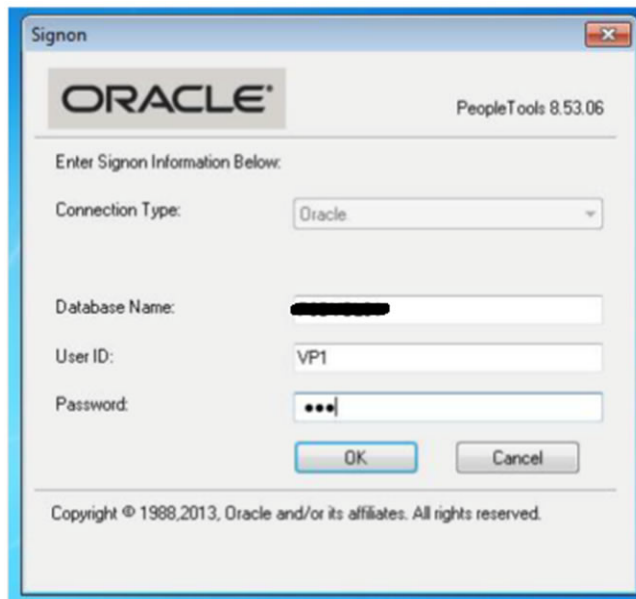 Signon
ORACLE®
PeopleTools 8.53.06
Enter Signon Information Below:
Connection Type: Oracle
Database Name:
User ID: VP1
Password: •••
OK Cancel
Copyright © 1988,2013, Oracle and/or its affiliates. All rights reserved.